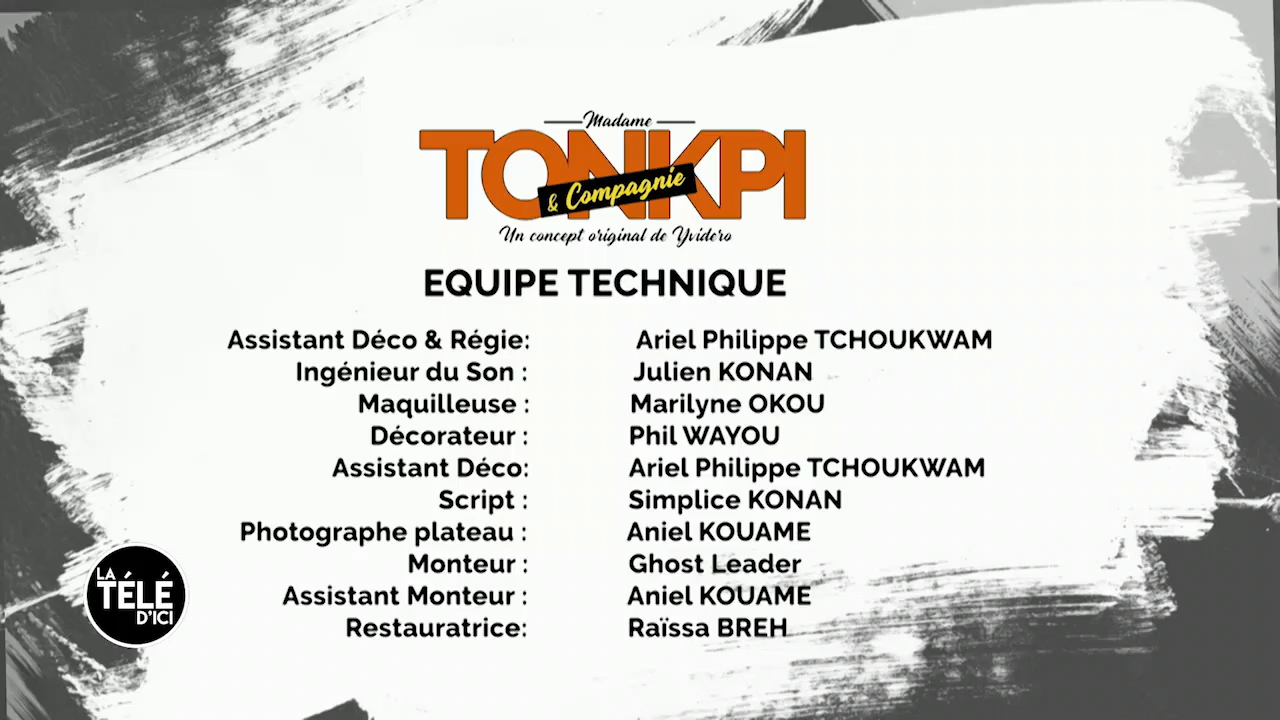 Madame
TONKPI
& Compagnie
Un concept original de Yvidero
EQUIPE TECHNIQUE
Assistant Déco & Régie: Ariel Philippe TCHOUKWAM
Ingénieur du Son : Julien KONAN
Maquilleuse : Marilyne OKOU
Décorateur : Phil WAYOU
Assistant Déco: Ariel Philippe TCHOUKWAM
Script : Simplice KONAN
Photographe plateau : Aniel KOUAME
Monteur : Ghost Leader
Assistant Monteur : Aniel KOUAME
Restauratrice: Raïssa BREH
LA
TÉLÉ
D'ICI